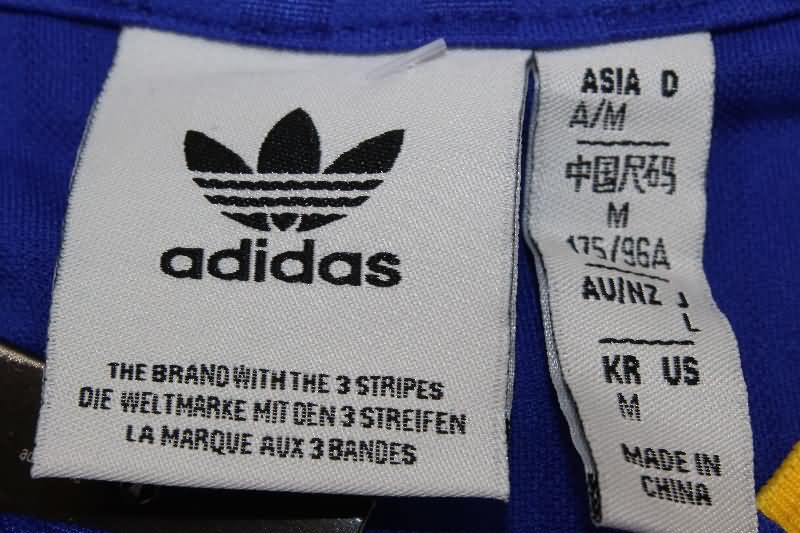 adidas
THE BRAND WITH THE 3 STRIPES
DIE WELTMARKE MIT DEN 3 STREIFEN
LA MARQUE AUX 3 BANDES
ASIA D
A/M
中国尺码
M
175/96A
AU/NZ J
L
KR US
M
MADE IN
CHINA